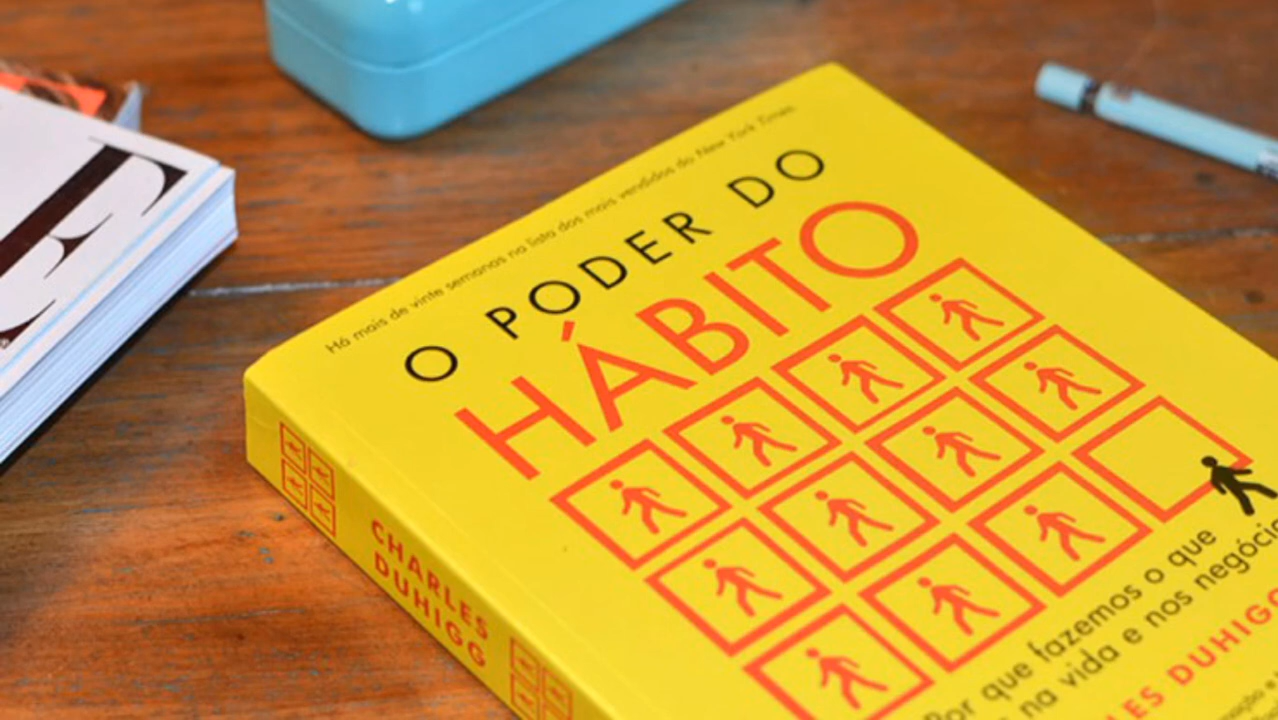 Há mais de vinte semanas na lista dos mais vendidos do New York Times
O PODER DO
HÁBITO
Por que fazemos o que
na vida e nos
CHARLES
DUHIGG